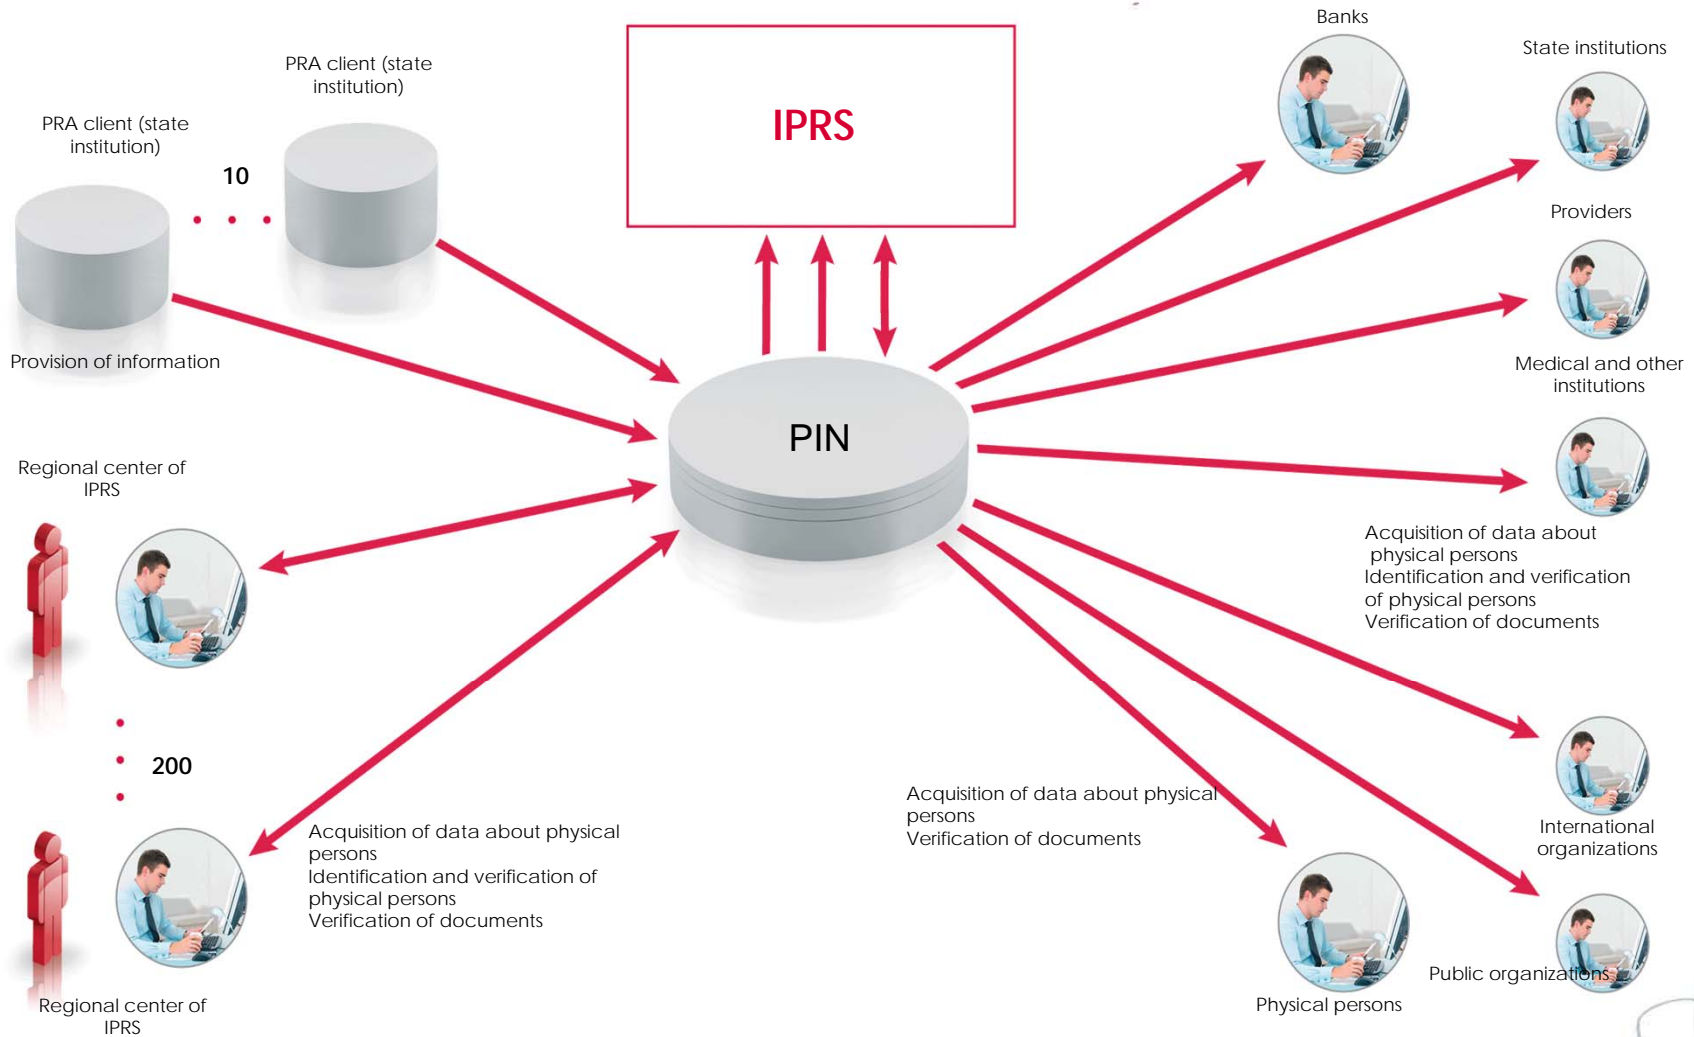 Banks
State institutions
PRA client (state
institution)
PRA client (state
institution)
10
IPRS
Providers
Provision of information
Medical and other
institutions
PIN
Regional center of
IPRS
Acquisition of data about
physical persons
Identification and verification
of physical persons
Verification of documents
200
Acquisition of data about physical
persons
Identification and verification of
physical persons
Verification of documents
Acquisition of data about physical
persons
Verification of documents
International
organizations
Public organizations
Physical persons
Regional center of
IPRS